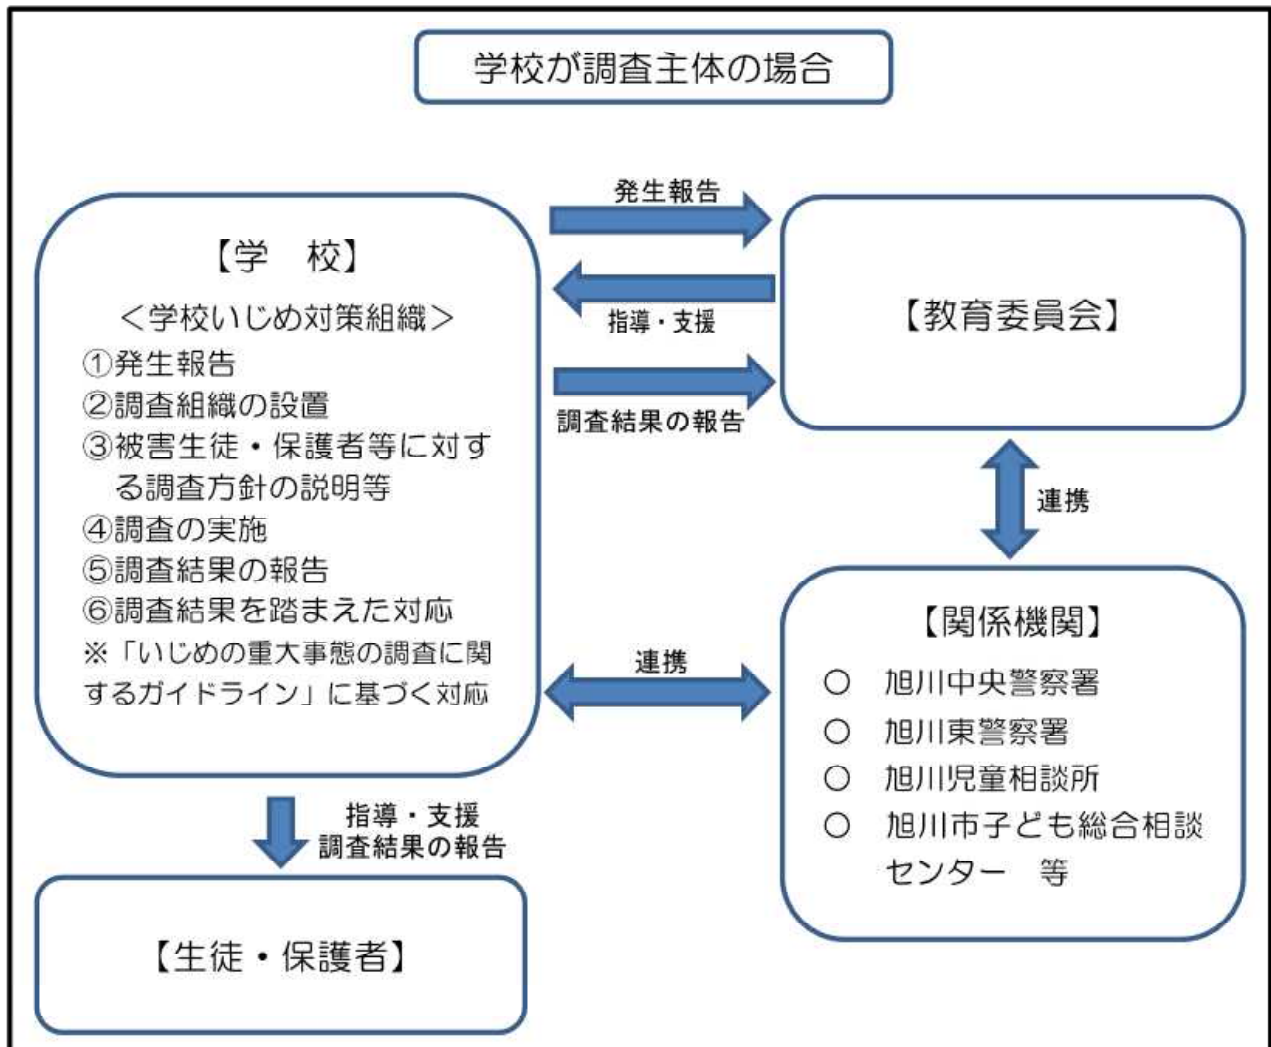 学校が調査主体の場合
【学　校】
＜学校いじめ対策組織＞
①発生報告
②調査組織の設置
③被害生徒・保護者等に対す
る調査方針の説明等
④調査の実施
⑤調査結果の報告
⑥調査結果を踏まえた対応
※「いじめの重大事態の調査に関
するガイドライン」に基づく対応
発生報告
指導・支援
調査結果の報告
【教育委員会】
連携
連携
【関係機関】
○　旭川中央警察署
○　旭川東警察署
○　旭川児童相談所
○　旭川市子ども総合相談
センター　等
指導・支援
調査結果の報告
【生徒・保護者】